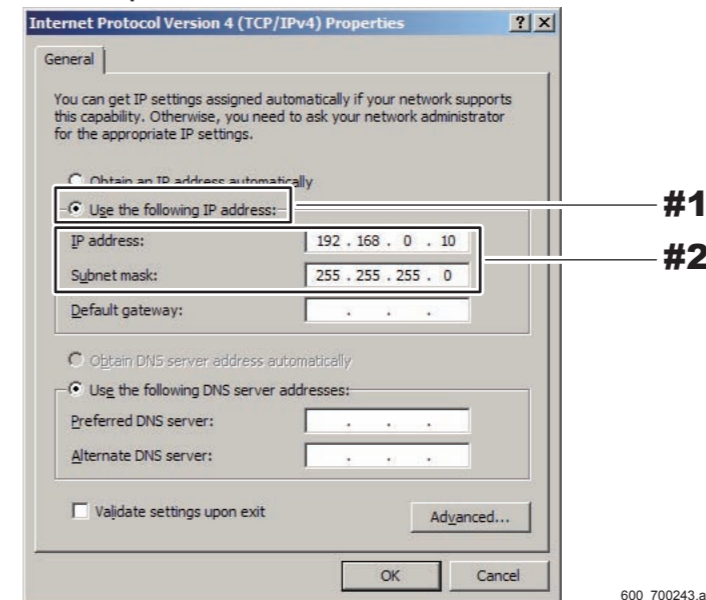 Internet Protocol Version 4 (TCP/IPv4) Properties
General
You can get IP settings assigned automatically if your network supports
this capability. Otherwise, you need to ask your network administrator
for the appropriate IP settings.
Obtain an IP address automatically
Use the following IP address:
#1
IP address: 192 . 168 . 0 . 10
#2
Subnet mask: 255 . 255 . 255 . 0
Default gateway: . . .
Obtain DNS server address automatically
Use the following DNS server addresses:
Preferred DNS server: . . .
Alternate DNS server: . . .
Validate settings upon exit
Advanced...
OK Cancel
600_700243.a